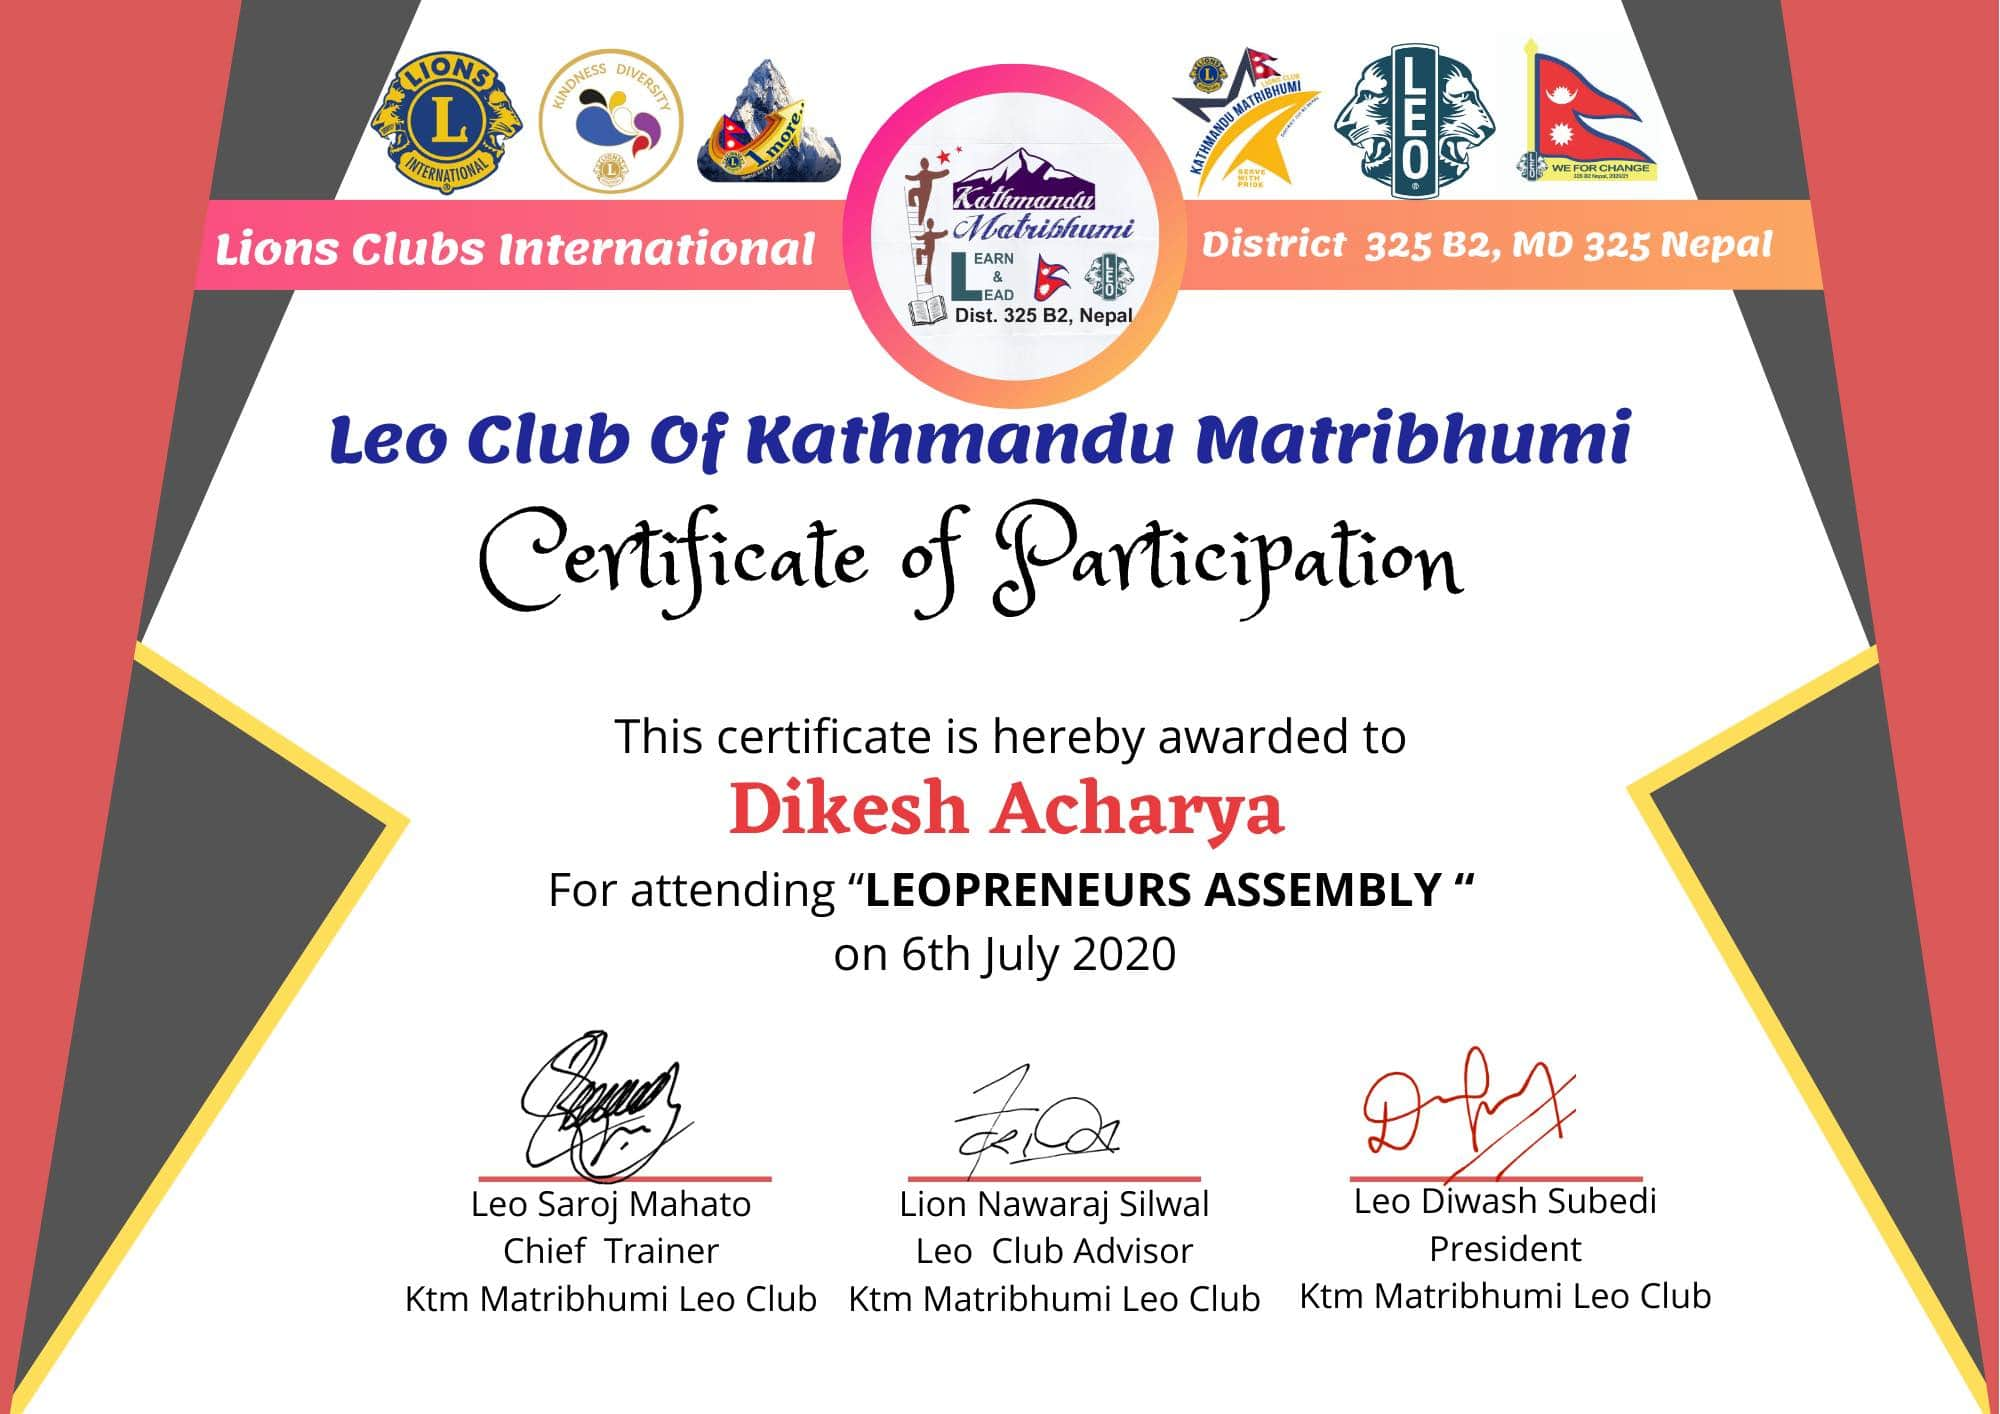 LIONS
L
INTERNATIONAL
KINDNESS DIVERSITY
1 more..
KATHMANDU MATRIBHUMI
SERVE
WITH
PRIDE
LEO
WE FOR CHANGE
Lions Clubs International
Kathmandu
Matribhumi
LEARN
&
LEAD
LEO
Dist. 325 B2, Nepal
District 325 B2, MD 325 Nepal
Leo Club Of Kathmandu Matribhumi
Certificate of Participation
This certificate is hereby awarded to
Dikesh Acharya
For attending “LEOPRENEURS ASSEMBLY “
on 6th July 2020
Leo Saroj Mahato
Chief Trainer
Ktm Matribhumi Leo Club
Lion Nawaraj Silwal
Leo Club Advisor
Ktm Matribhumi Leo Club
Leo Diwash Subedi
President
Ktm Matribhumi Leo Club